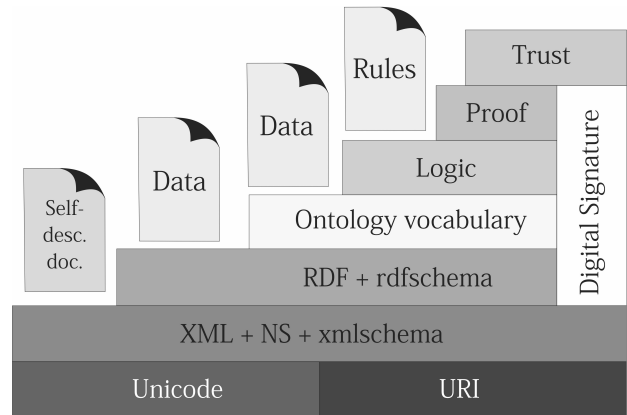 Rules
Trust
Data
Proof
Data
Logic
Self-
desc.
doc.
Ontology vocabulary
Digital Signature
RDF + rdfschema
XML + NS + xmlschema
Unicode
URI